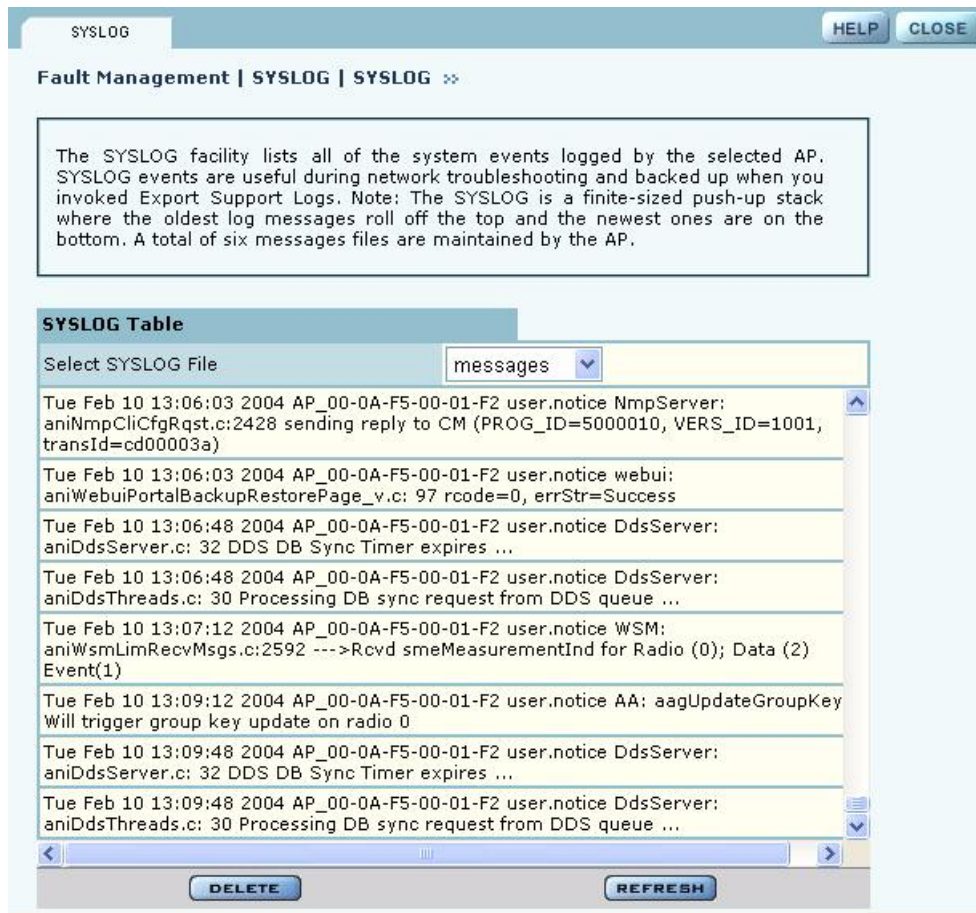 SYSLOG
HELP
CLOSE
Fault Management | SYSLOG | SYSLOG »
The SYSLOG facility lists all of the system events logged by the selected AP.
SYSLOG events are useful during network troubleshooting and backed up when you
invoked Export Support Logs. Note: The SYSLOG is a finite-sized push-up stack
where the oldest log messages roll off the top and the newest ones are on the
bottom. A total of six messages files are maintained by the AP.
SYSLOG Table
Select SYSLOG File
messages
Tue Feb 10 13:06:03 2004 AP_00-0A-F5-00-01-F2 user.notice NmpServer:
aniNmpCliCfgRqst.c:2428 sending reply to CM (PROG_ID=5000010, VERS_ID=1001,
transId=cd00003a)
Tue Feb 10 13:06:03 2004 AP_00-0A-F5-00-01-F2 user.notice webui:
aniWebuiPortalBackupRestorePage_v.c: 97 rcode=0, errStr=Success
Tue Feb 10 13:06:48 2004 AP_00-0A-F5-00-01-F2 user.notice DdsServer:
aniDdsServer.c: 32 DDS DB Sync Timer expires ...
Tue Feb 10 13:06:48 2004 AP_00-0A-F5-00-01-F2 user.notice DdsServer:
aniDdsThreads.c: 30 Processing DB sync request from DDS queue ...
Tue Feb 10 13:07:12 2004 AP_00-0A-F5-00-01-F2 user.notice WSM:
aniWsmLimRecvMsgs.c:2592 --->Rcvd smeMeasurementInd for Radio (0); Data (2)
Event(1)
Tue Feb 10 13:09:12 2004 AP_00-0A-F5-00-01-F2 user.notice AA: aagUpdateGroupKey
Will trigger group key update on radio 0
Tue Feb 10 13:09:48 2004 AP_00-0A-F5-00-01-F2 user.notice DdsServer:
aniDdsServer.c: 32 DDS DB Sync Timer expires ...
Tue Feb 10 13:09:48 2004 AP_00-0A-F5-00-01-F2 user.notice DdsServer:
aniDdsThreads.c: 30 Processing DB sync request from DDS queue ...
DELETE
REFRESH